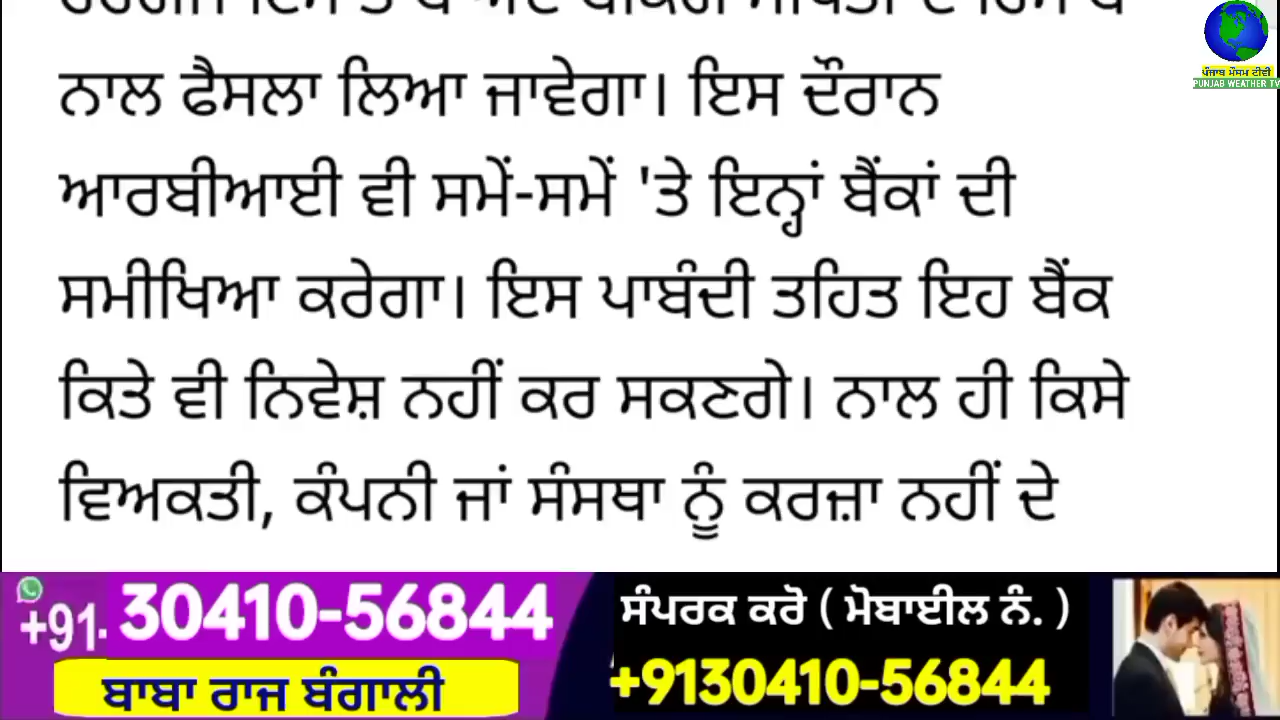 ਨਾਲ ਫੈਸਲਾ ਲਿਆ ਜਾਵੇਗਾ। ਇਸ ਦੌਰਾਨ
ਆਰਬੀਆਈ ਵੀ ਸਮੇਂ-ਸਮੇਂ 'ਤੇ ਇਨ੍ਹਾਂ ਬੈਂਕਾਂ ਦੀ
ਸਮੀਖਿਆ ਕਰੇਗਾ। ਇਸ ਪਾਬੰਦੀ ਤਹਿਤ ਇਹ ਬੈਂਕ
ਕਿਤੇ ਵੀ ਨਿਵੇਸ਼ ਨਹੀਂ ਕਰ ਸਕਣਗੇ। ਨਾਲ ਹੀ ਕਿਸੇ
ਵਿਅਕਤੀ, ਕੰਪਨੀ ਜਾਂ ਸੰਸਥਾ ਨੂੰ ਕਰਜ਼ਾ ਨਹੀਂ ਦੇ
ਪੰਜਾਬ ਮੌਸਮ ਟੀਵੀ
PUNJAB WEATHER TV
+91- 30410-56844
ਬਾਬਾ ਰਾਜ ਬੰਗਾਲੀ
ਸੰਪਰਕ ਕਰੋ ( ਮੋਬਾਈਲ ਨੰ. )
+9130410-56844